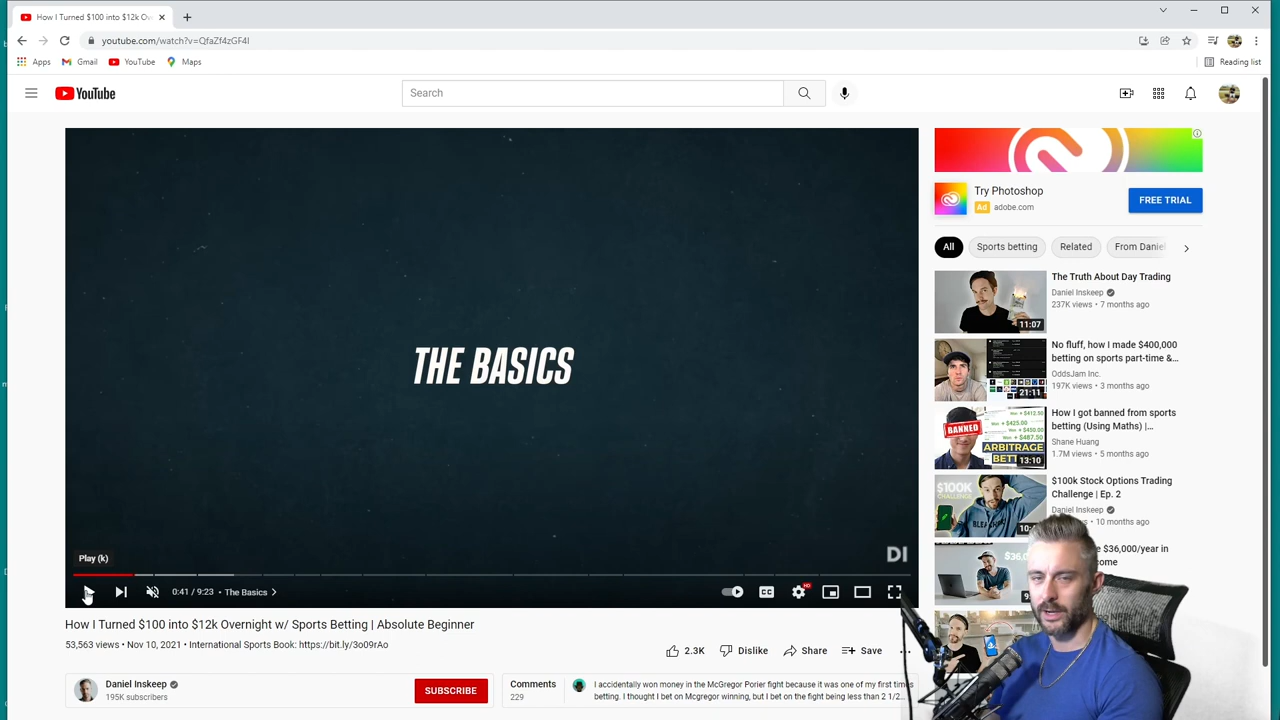 How I Turned $100 into $12k Ov
youtube.com/watch?v=QfaZf4zGF4I
Apps
Gmail
YouTube
Maps
Reading list
YouTube
Search
Try Photoshop
Ad adobe.com
FREE TRIAL
All
Sports betting
Related
From Daniel
THE BASICS
DI
Play (k)
0:41 / 9:23 • The Basics
HD
CC
The Truth About Day Trading
Daniel Inskeep
237K views • 7 months ago
11:07
No fluff, how I made $400,000
betting on sports part-time &...
OddsJam Inc.
197K views • 3 months ago
21:11
How I got banned from sports
betting (Using Maths) |...
Shane Huang
1.7M views • 5 months ago
BANNED
ARBITRAGE
13:10
$100k Stock Options Trading
Challenge | Ep. 2
Daniel Inskeep
10 months ago
$100K
CHALLENGE
$36,000/year in
How I Turned $100 into $12k Overnight w/ Sports Betting | Absolute Beginner
53,563 views • Nov 10, 2021 • International Sports Book: https://bit.ly/3o09rAo
2.3K
Dislike
Share
Save
Daniel Inskeep
195K subscribers
SUBSCRIBE
Comments
229
I accidentally won money in the McGregor Porier fight because it was one of my first times
betting. I thought I bet on McGregor winning, but I bet on the fight being less than 2 1/2...